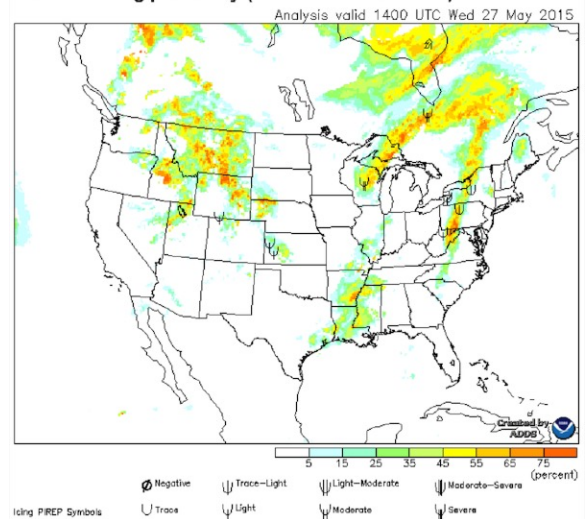 Analysis valid 1400 UTC Wed 27 May 2015
Created by
ADDS
5 15 25 35 45 55 65 75
(percent)
Negative Trace-Light Light-Moderate Moderate-Severe
Icing PIREP Symbols Trace Light Moderate Severe